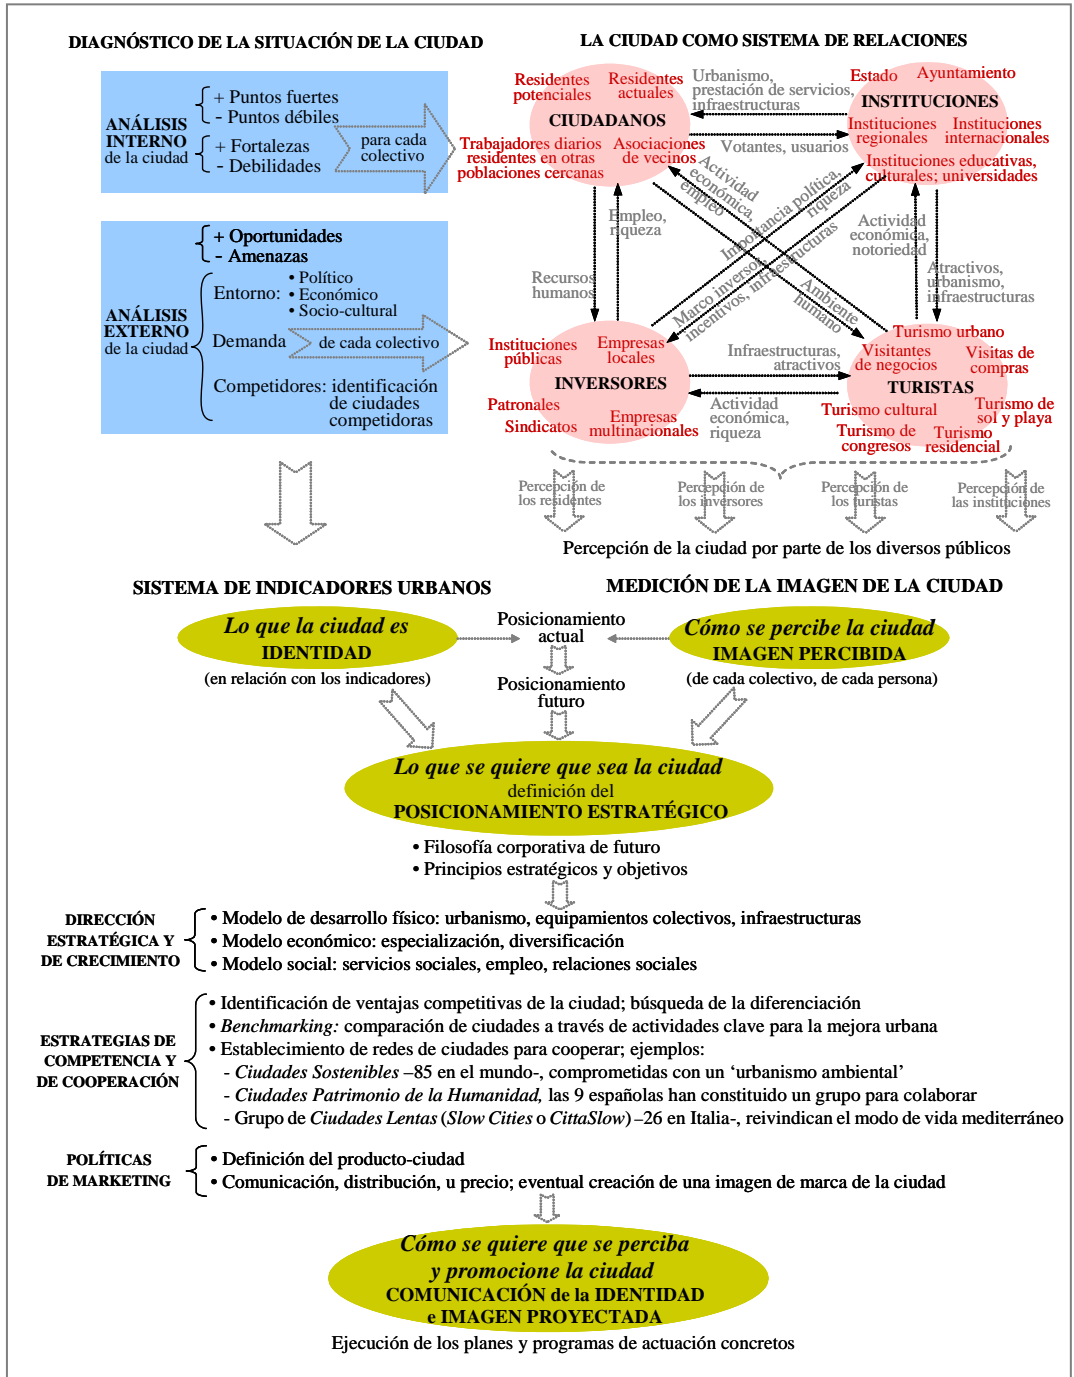 DIAGNÓSTICO DE LA SITUACIÓN DE LA CIUDAD
ANÁLISIS
INTERNO
de la ciudad
+ Puntos fuertes
- Puntos débiles
+ Fortalezas
- Debilidades
para cada
colectivo
ANÁLISIS
EXTERNO
de la ciudad
+ Oportunidades
- Amenazas
Entorno:
• Político
• Económico
• Socio-cultural
Demanda
de cada colectivo
Competidores: identificación
de ciudades
competidoras
LA CIUDAD COMO SISTEMA DE RELACIONES
Residentes
potenciales
Residentes
actuales
CIUDADANOS
Trabajadores diarios
residentes en otras
poblaciones cercanas
Asociaciones
de vecinos
Urbanismo,
prestación de servicios,
infraestructuras
Votantes, usuarios
Estado
Ayuntamiento
INSTITUCIONES
Instituciones
regionales
Instituciones
internacionales
Instituciones educativas,
culturales; universidades
Empleo,
riqueza
Recursos
humanos
Actividad
económica,
empleo
Importancia política,
riqueza
Marco inversor,
incentivos, infraestructuras
Ambiente
humano
Actividad
económica,
notoriedad
Atractivos,
urbanismo,
infraestructuras
Instituciones
públicas
Empresas
locales
INVERSORES
Patronales
Sindicatos
Empresas
multinacionales
Infraestructuras,
atractivos
Actividad
económica,
riqueza
Turismo urbano
Visitantes
de negocios
Visitas de
compras
TURISTAS
Turismo cultural
Turismo de
sol y playa
Turismo de
congresos
Turismo
residencial
Percepción de
los residentes
Percepción de
los inversores
Percepción de
los turistas
Percepción de
las instituciones
Percepción de la ciudad por parte de los diversos públicos
SISTEMA DE INDICADORES URBANOS
MEDICIÓN DE LA IMAGEN DE LA CIUDAD
Lo que la ciudad es
IDENTIDAD
(en relación con los indicadores)
Posicionamiento
actual
Posicionamiento
futuro
Cómo se percibe la ciudad
IMAGEN PERCIBIDA
(de cada colectivo, de cada persona)
Lo que se quiere que sea la ciudad
definición del
POSICIONAMIENTO ESTRATÉGICO
• Filosofía corporativa de futuro
• Principios estratégicos y objetivos
DIRECCIÓN
ESTRATÉGICA Y
DE CRECIMIENTO
• Modelo de desarrollo físico: urbanismo, equipamientos colectivos, infraestructuras
• Modelo económico: especialización, diversificación
• Modelo social: servicios sociales, empleo, relaciones sociales
ESTRATEGIAS DE
COMPETENCIA Y
DE COOPERACIÓN
• Identificación de ventajas competitivas de la ciudad; búsqueda de la diferenciación
• Benchmarking: comparación de ciudades a través de actividades clave para la mejora urbana
• Establecimiento de redes de ciudades para cooperar; ejemplos:
- Ciudades Sostenibles –85 en el mundo-, comprometidas con un ‘urbanismo ambiental’
- Ciudades Patrimonio de la Humanidad, las 9 españolas han constituido un grupo para colaborar
- Grupo de Ciudades Lentas (Slow Cities o CittaSlow) –26 en Italia-, reivindican el modo de vida mediterráneo
POLÍTICAS
DE MARKETING
• Definición del producto-ciudad
• Comunicación, distribución, u precio; eventual creación de una imagen de marca de la ciudad
Cómo se quiere que se perciba
y promocione la ciudad
COMUNICACIÓN de la IDENTIDAD
e IMAGEN PROYECTADA
Ejecución de los planes y programas de actuación concretos